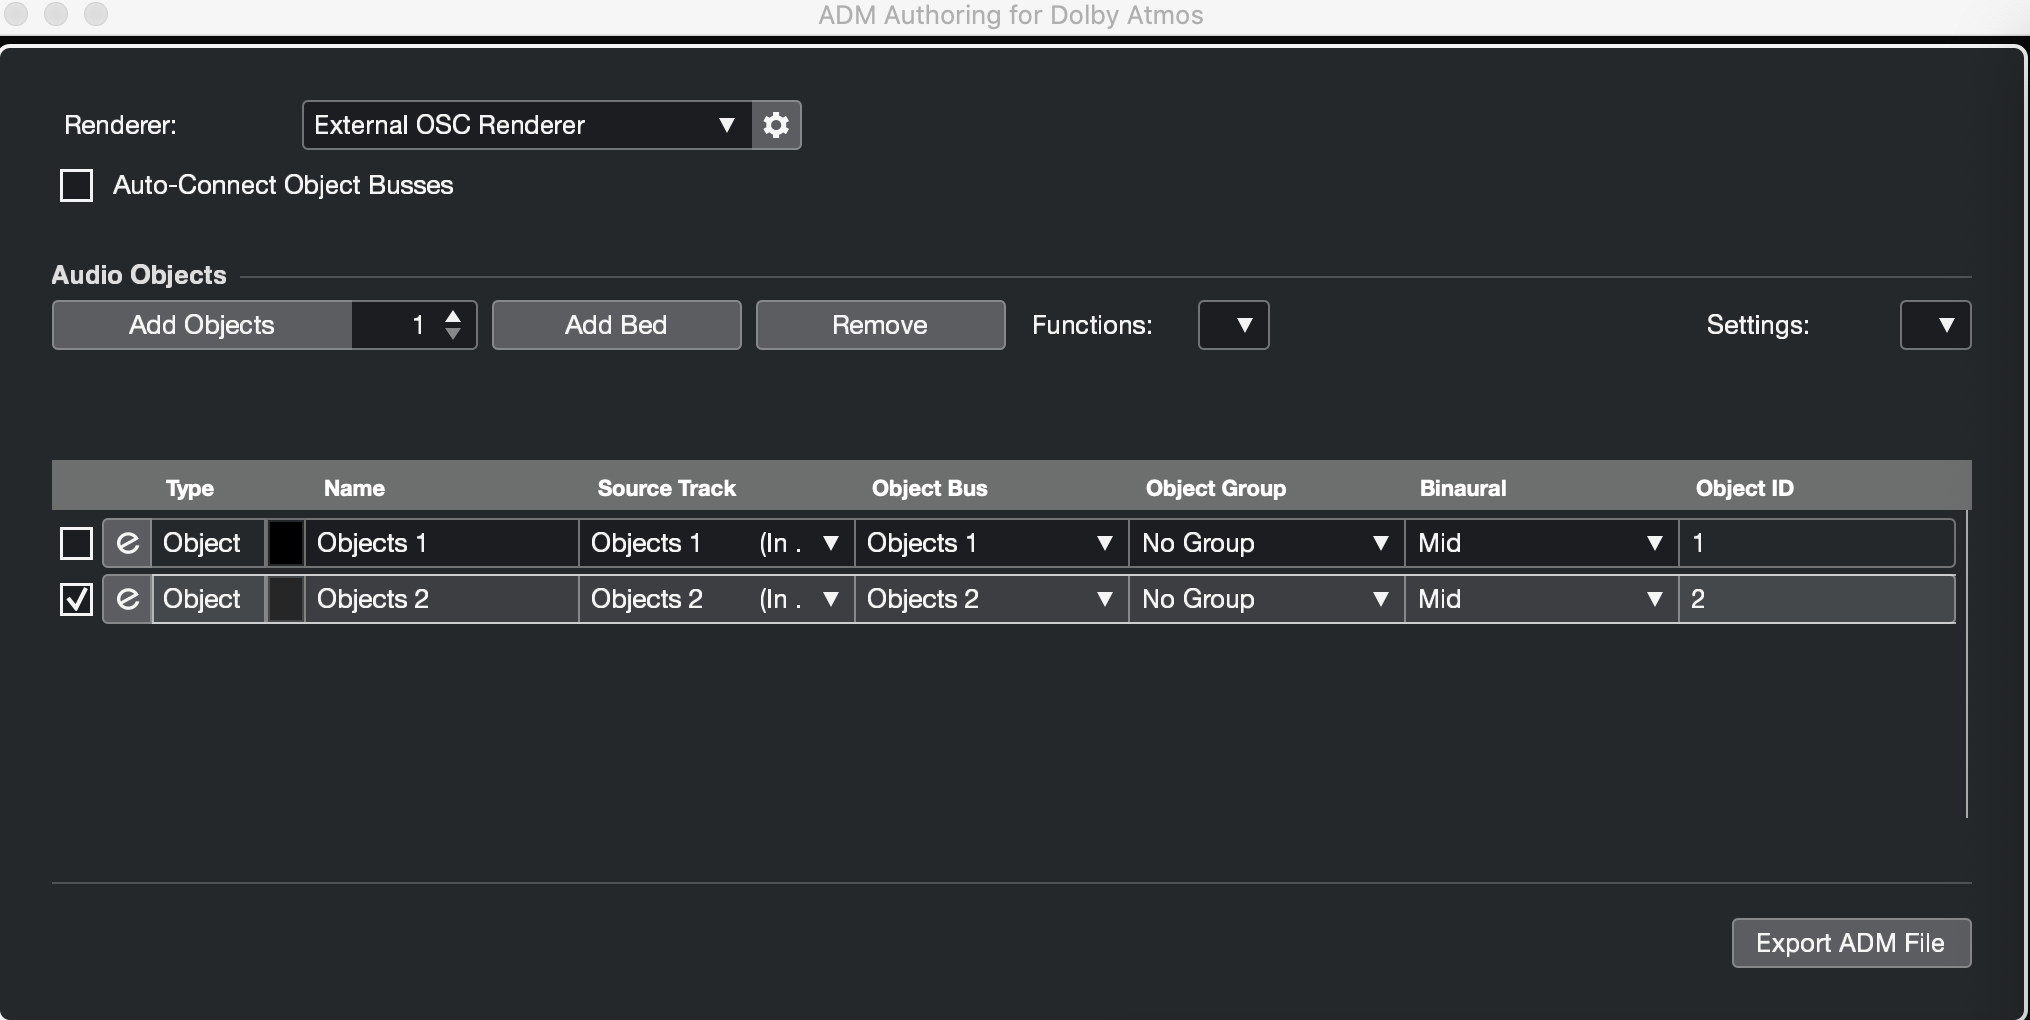 ADM Authoring for Dolby Atmos
Renderer: External OSC Renderer
Auto-Connect Object Busses
Audio Objects
Add Objects 1 Add Bed Remove Functions: Settings:
Type Name Source Track Object Bus Object Group Binaural Object ID
Object Objects 1 Objects 1 (In . Objects 1 No Group Mid 1
Object Objects 2 Objects 2 (In . Objects 2 No Group Mid 2
Export ADM File